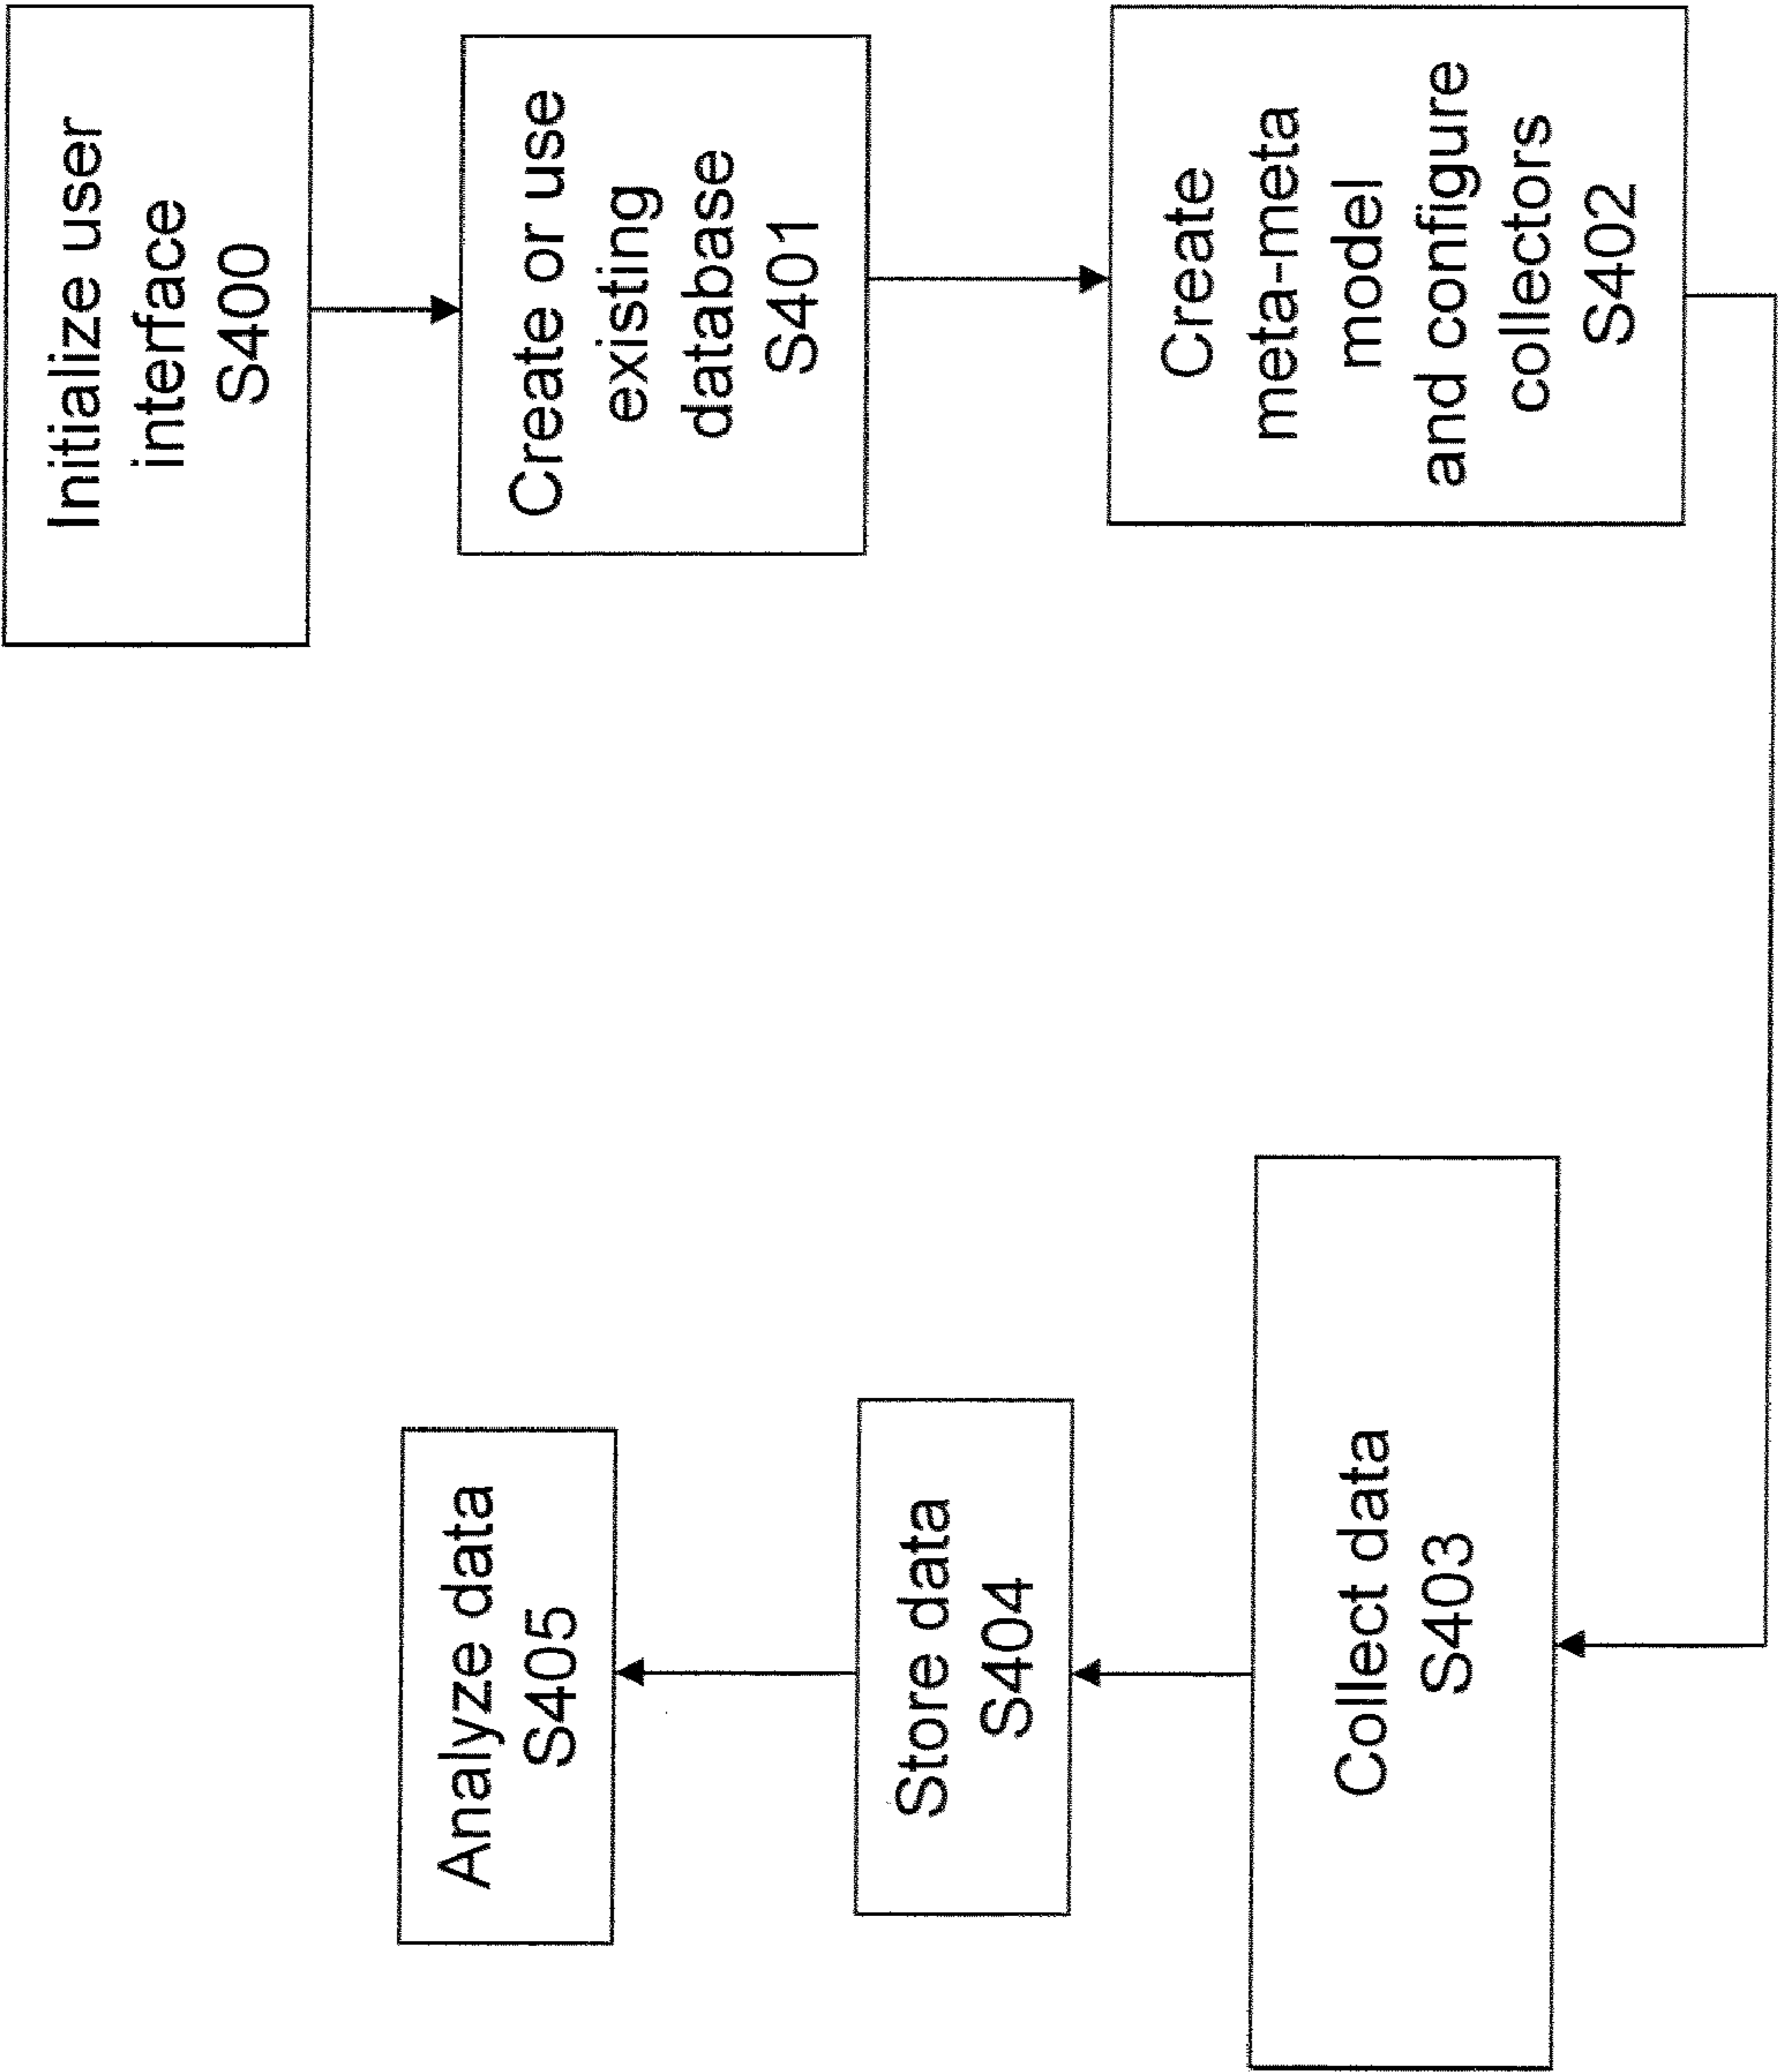 Initialize user
interface
S400
Create or use
existing
database
S401
Create
meta-meta
model
and configure
collectors
S402
Collect data
S403
Store data
S404
Analyze data
S405